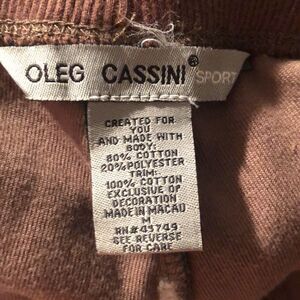 OLEG CASSINI® SPORT
CREATED FOR
YOU
AND MADE WITH
BODY:
80% COTTON
20% POLYESTER
TRIM:
100% COTTON
EXCLUSIVE OF
DECORATION
MADE IN MACAU
M
RN# 43749
SEE REVERSE
FOR CARE